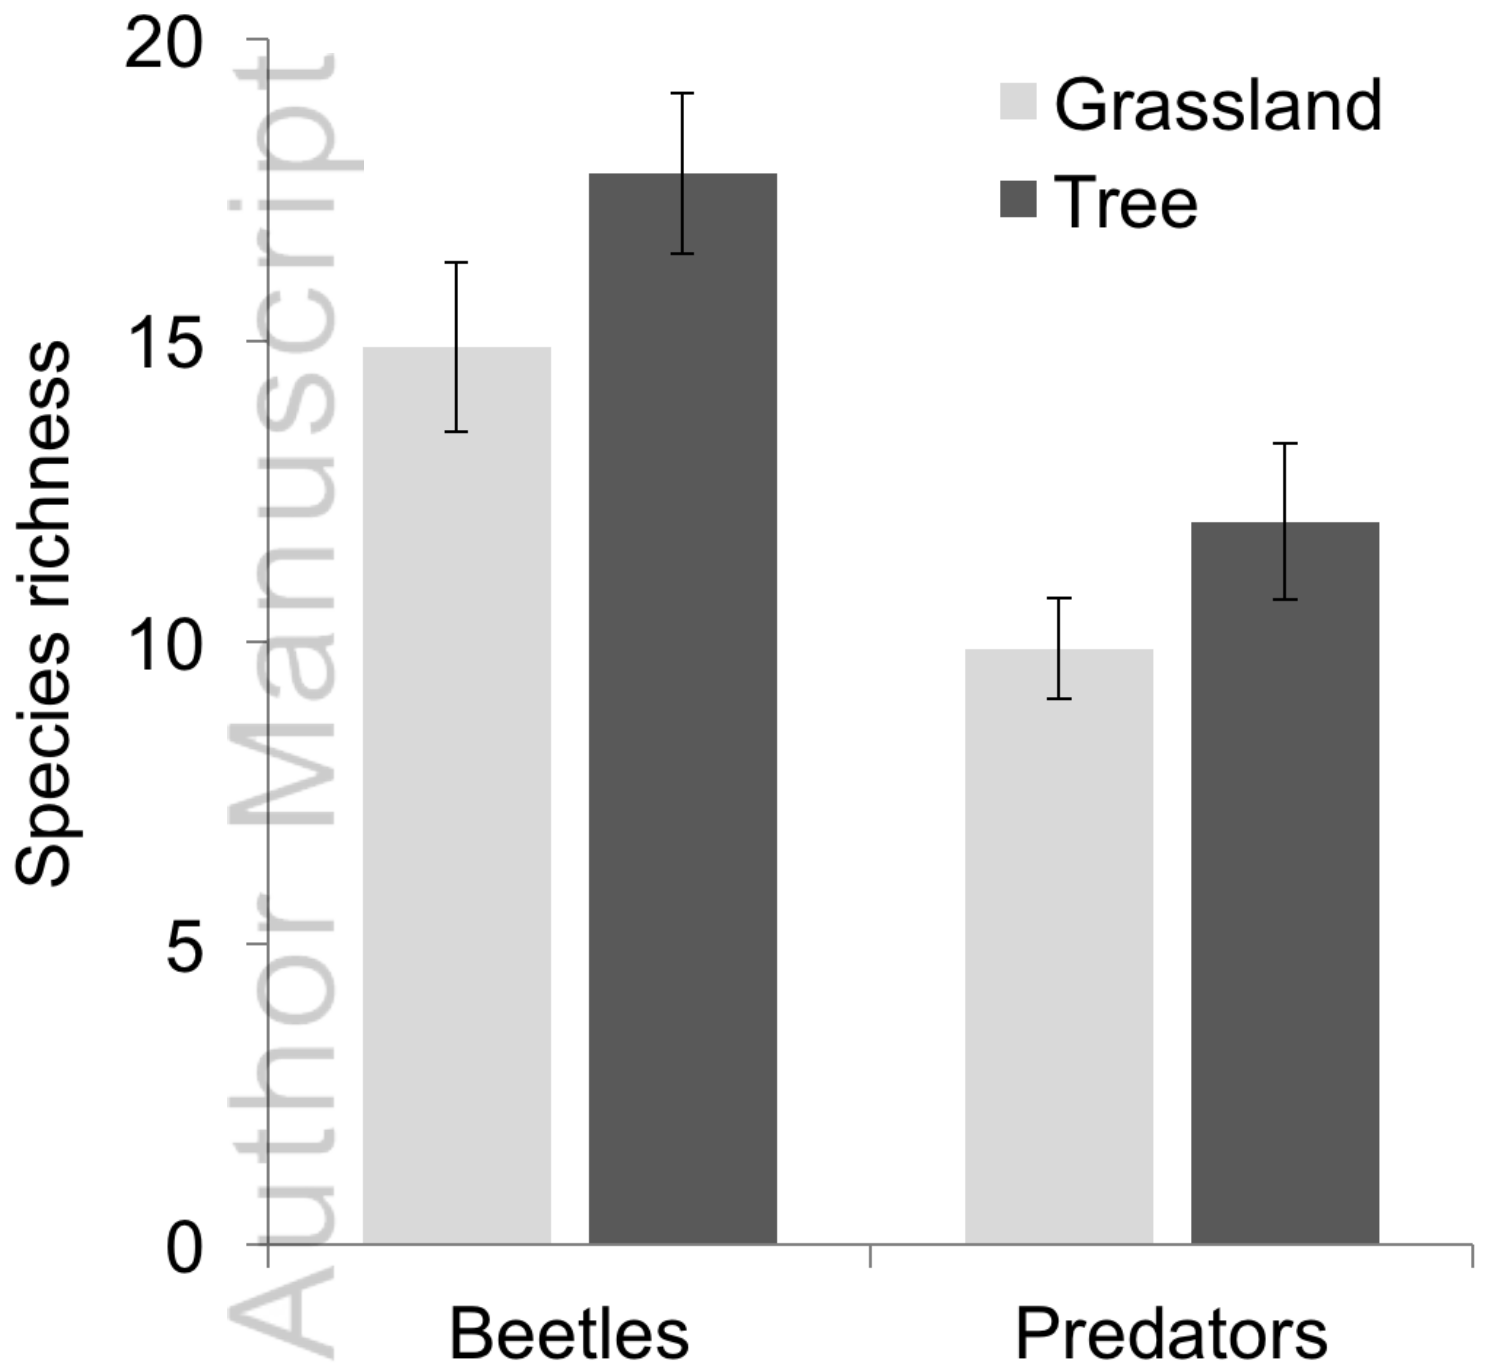 20
15
10
5
0
Species richness
Author Manuscript
Grassland
Tree
Beetles
Predators